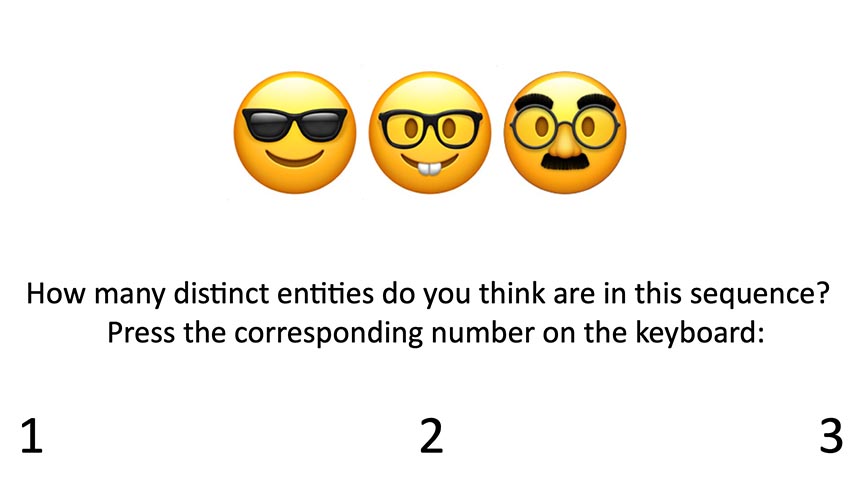 How many distinct entities do you think are in this sequence?
Press the corresponding number on the keyboard:
1 2 3